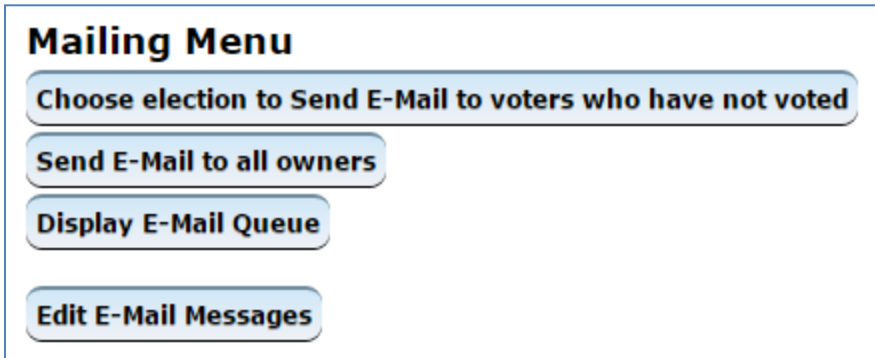 Mailing Menu
Choose election to Send E-Mail to voters who have not voted
Send E-Mail to all owners
Display E-Mail Queue
Edit E-Mail Messages